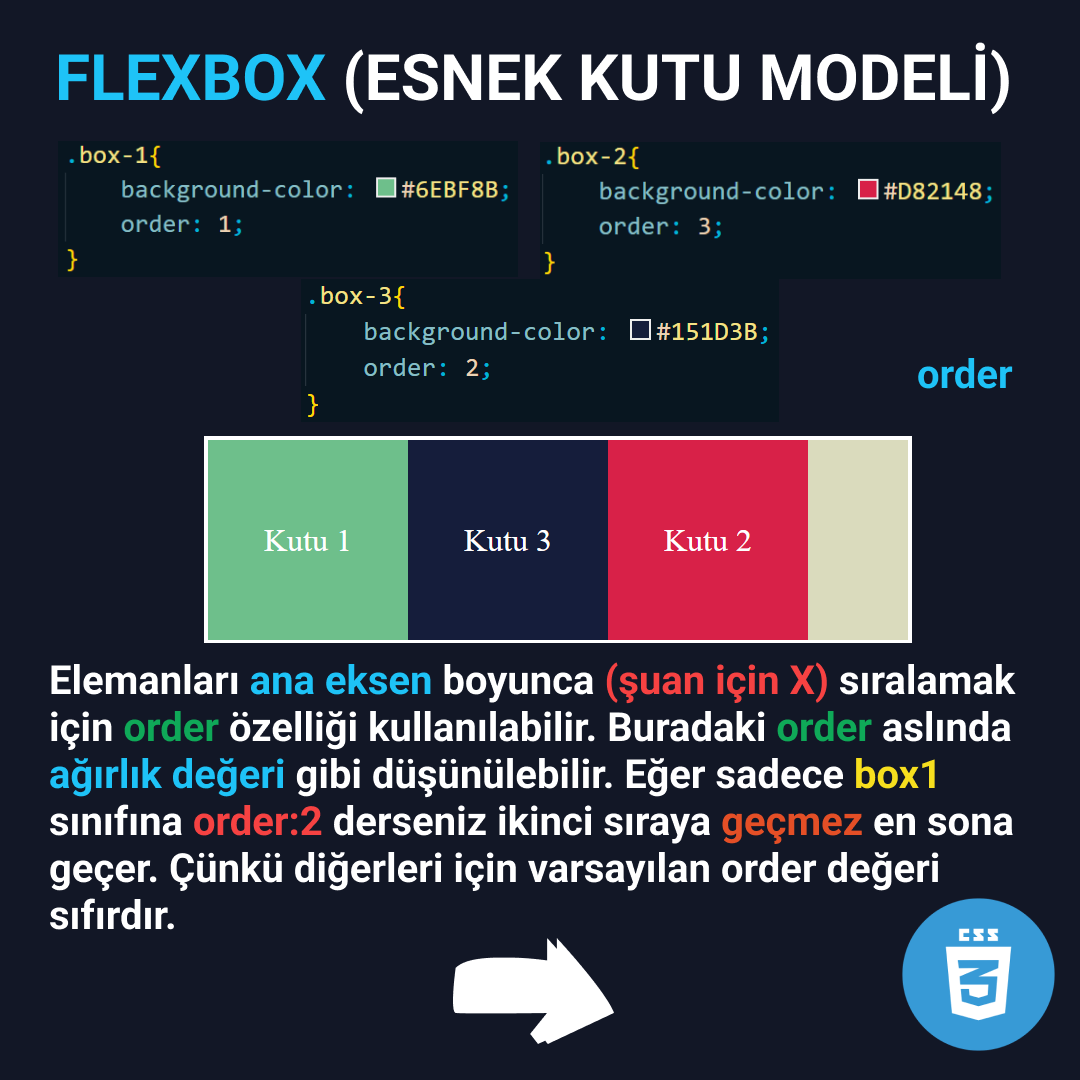 FLEXBOX (ESNEK KUTU MODELİ)
.box-1{
background-color: #6EBF8B;
order: 1;
}
.box-2{
background-color: #D82148;
order: 3;
}
.box-3{
background-color: #151D3B;
order: 2;
}
order
Kutu 1 Kutu 3 Kutu 2
Elemanları ana eksen boyunca (şuan için X) sıralamak
için order özelliği kullanılabilir. Buradaki order aslında
ağırlık değeri gibi düşünülebilir. Eğer sadece box1
sınıfına order:2 derseniz ikinci sıraya geçmez en sona
geçer. Çünkü diğerleri için varsayılan order değeri
sıfırdır.
CSS
3